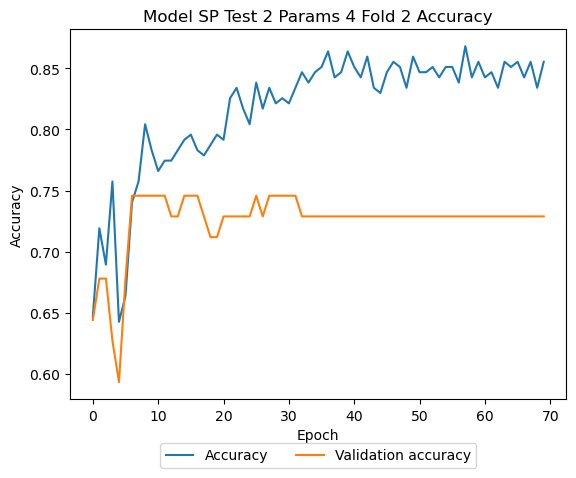 Model SP Test 2 Params 4 Fold 2 Accuracy
Accuracy
0.85
0.80
0.75
0.70
0.65
0.60
0 10 20 30 40 50 60 70
Epoch
Accuracy Validation accuracy